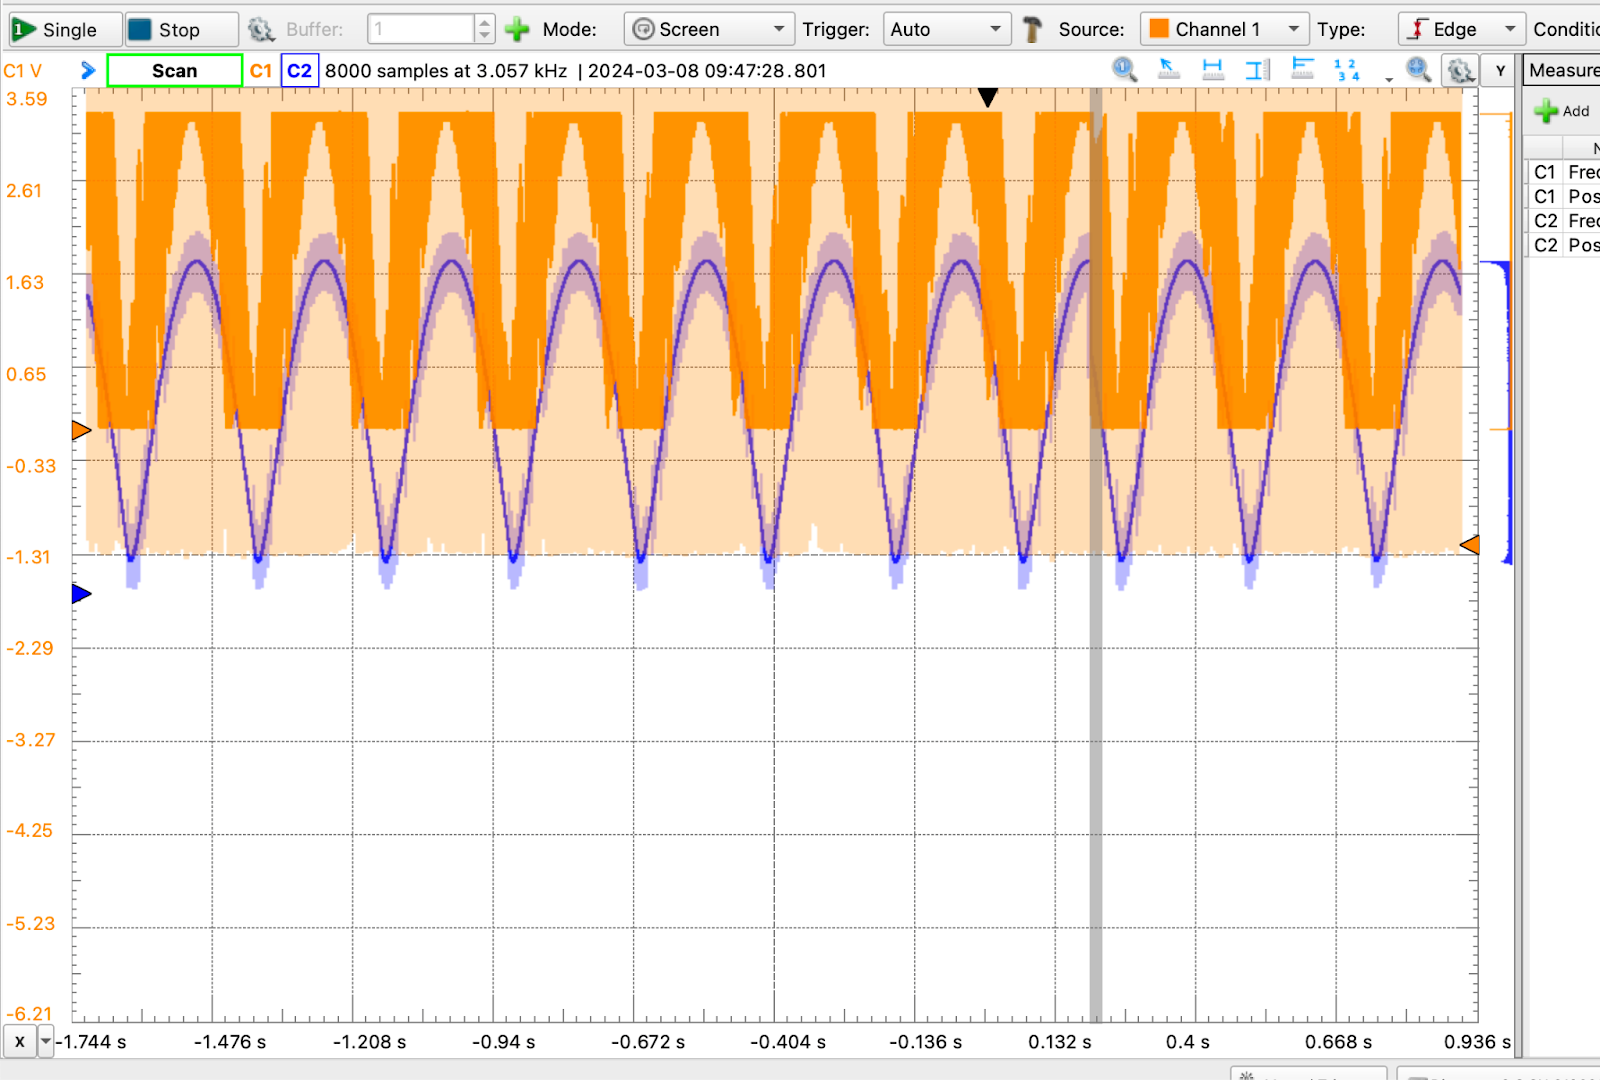 Single Stop Buffer: 1 Mode: Screen Trigger: Auto Source: Channel 1 Type: Edge
C1 V Scan C1 C2 8000 samples at 3.057 kHz | 2024-03-08 09:47:28.801 1 2 3 4 Y
3.59
Add
C1
2.61
C1
C2
C2
1.63
0.65
-0.33
-1.31
-2.29
-3.27
-4.25
-5.23
-6.21
X -1.744 s -1.476 s -1.208 s -0.94 s -0.672 s -0.404 s -0.136 s 0.132 s 0.4 s 0.668 s 0.936 s